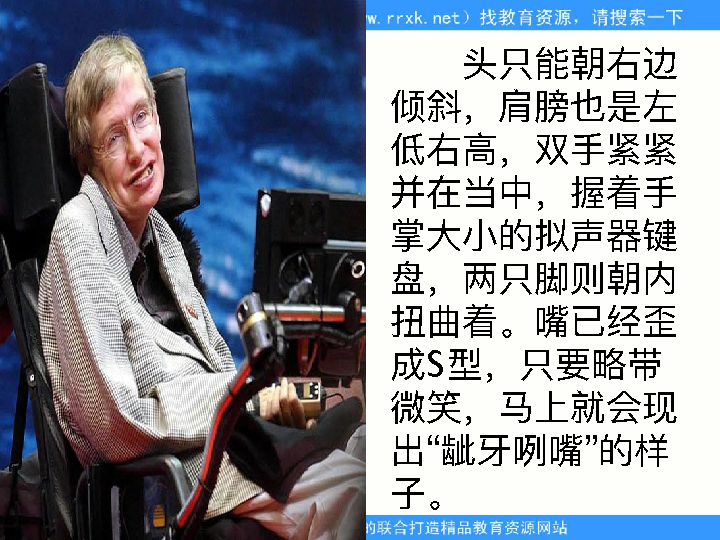 ww.rrxk.net）找教育资源，请搜索一下
头只能朝右边
倾斜，肩膀也是左
低右高，双手紧紧
并在当中，握着手
掌大小的拟声器键
盘，两只脚则朝内
扭曲着。嘴已经歪
成S型，只要略带
微笑，马上就会现
出“龇牙咧嘴”的样
子。
的联合打造精品教育资源网站